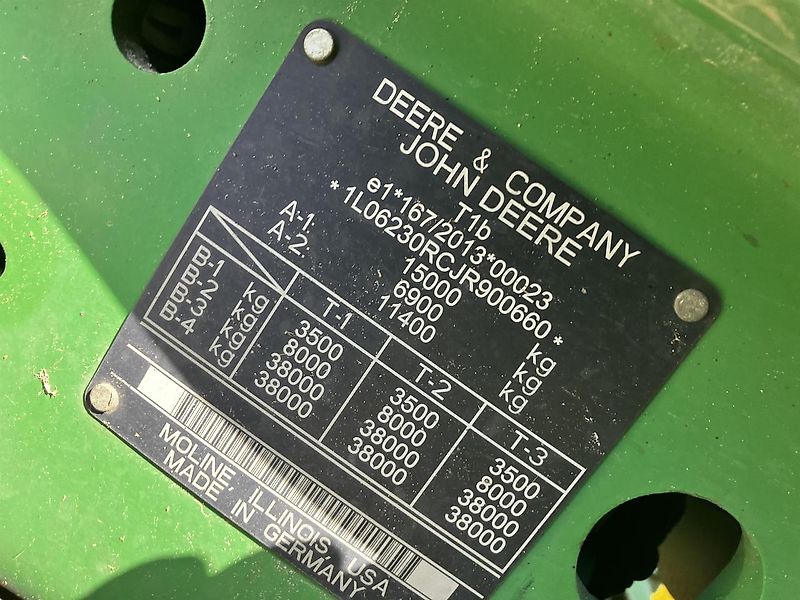 DEERE & COMPANY
JOHN DEERE
T1b
e1*167/2013*00023
* 1L06230RCJR900660 *
15000 kg
A-1. 6900 kg
A-2. 11400 kg
T-1 T-2 T-3
B-1 kg 3500 3500 3500
B-2 kg 8000 8000 8000
B-3 kg 38000 38000 38000
B-4 kg 38000 38000 38000
MOLINE, ILLINOIS USA
MADE IN GERMANY